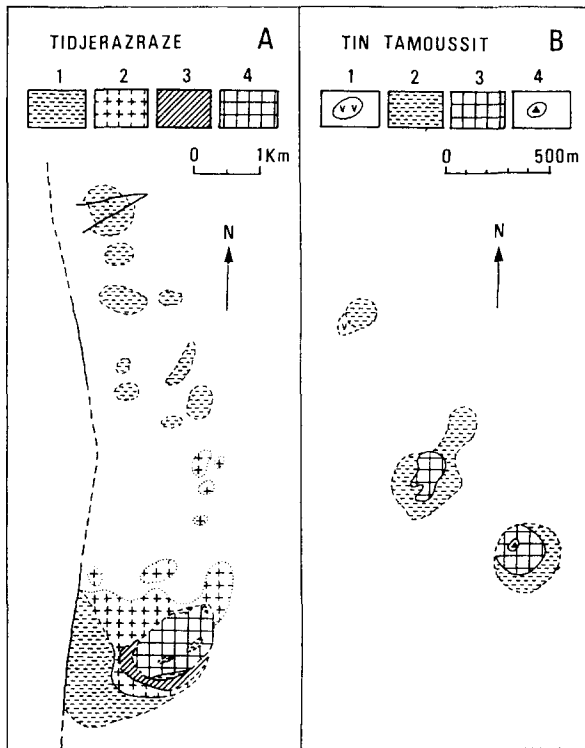 TIDJERAZRAZE A
1 2 3 4
0 1Km
N
TIN TAMOUSSIT B
1 2 3 4
0 500m
N